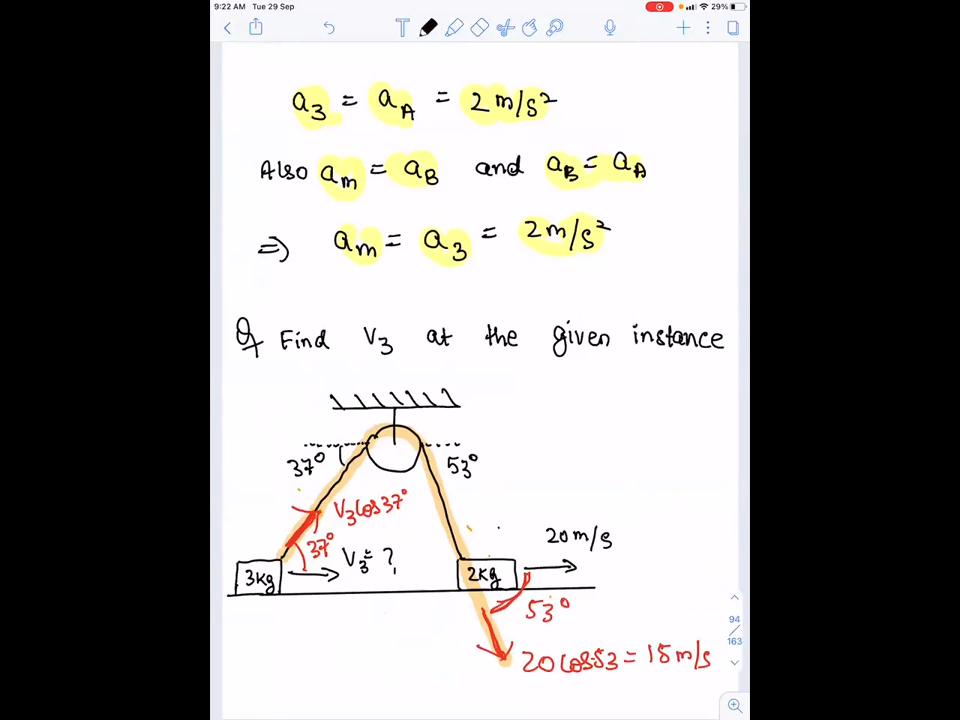 9:22 AM Tue 29 Sep
29%
T
a3 = aA = 2 m/s²
Also am = aB and aB = aA
⇒ am = a3 = 2 m/s²
Q Find V3 at the given instance
37°
53°
V3 cos 37°
37°
20 m/s
V3 = ?
3kg
2kg
53°
94
163
20 cos 53 = 15 m/s